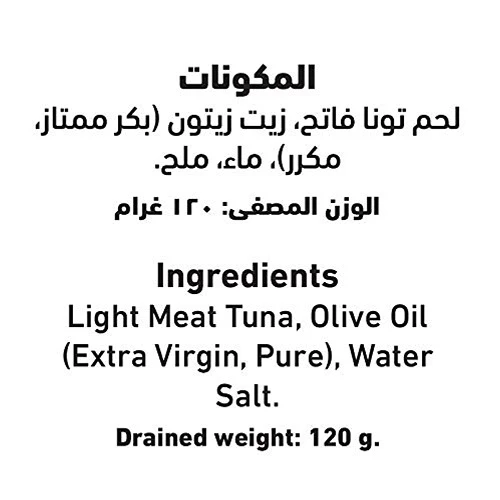 المكونات
لحم تونا فاتح، زيت زيتون (بكر ممتاز،
مكرر)، ماء، ملح.
الوزن المصفى: ١٢٠ غرام
Ingredients
Light Meat Tuna, Olive Oil
(Extra Virgin, Pure), Water
Salt.
Drained weight: 120 g.